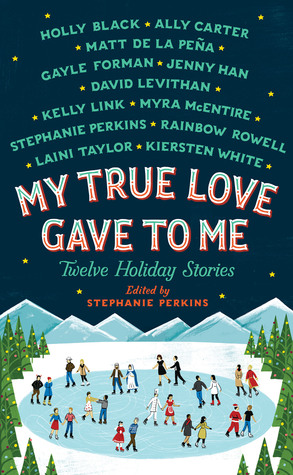 HOLLY BLACK ★ ALLY CARTER
★ MATT DE LA PEÑA ★
GAYLE FORMAN ★ JENNY HAN
★ DAVID LEVITHAN ★
★ KELLY LINK ★ MYRA McENTIRE ★
STEPHANIE PERKINS ★ RAINBOW ROWELL
★ LAINI TAYLOR ★ KIERSTEN WHITE ★
MY TRUE LOVE
GAVE TO ME
Twelve Holiday Stories
Edited by
STEPHANIE PERKINS